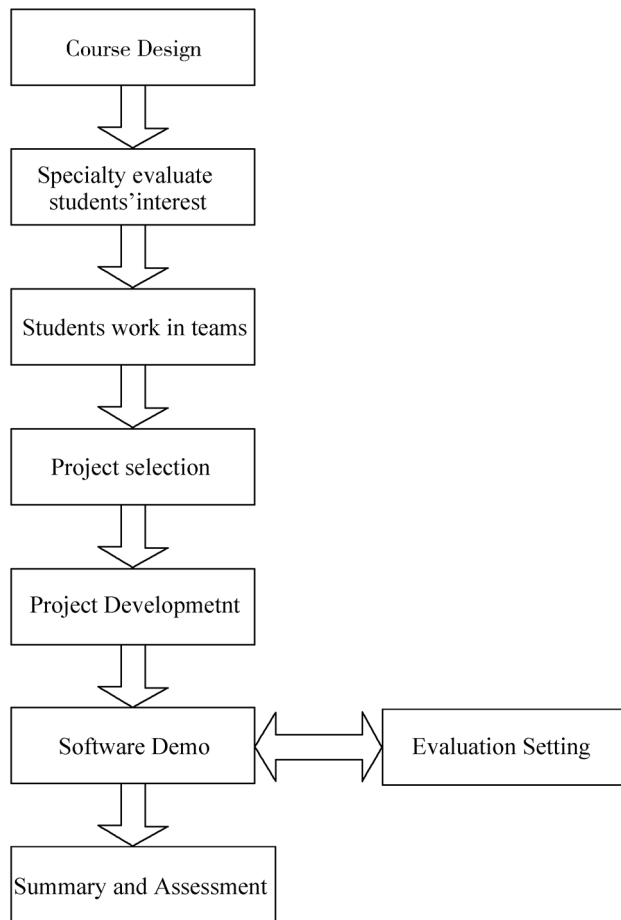 Course Design
Specialty evaluate
students’interest
Students work in teams
Project selection
Project Developmetnt
Software Demo
Evaluation Setting
Summary and Assessment